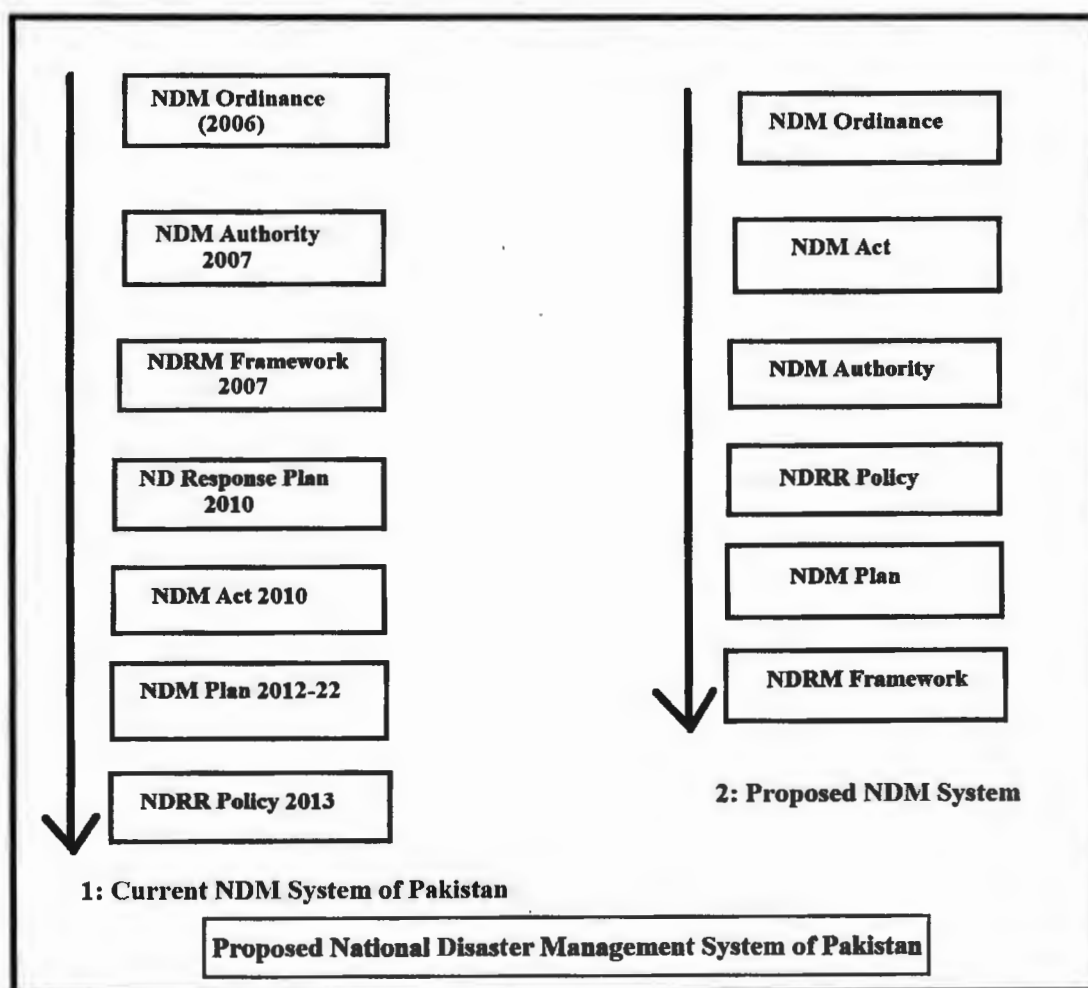 NDM Ordinance
(2006)
NDM Authority
2007
NDRM Framework
2007
ND Response Plan
2010
NDM Act 2010
NDM Plan 2012-22
NDRR Policy 2013
1: Current NDM System of Pakistan
NDM Ordinance
NDM Act
NDM Authority
NDRR Policy
NDM Plan
NDRM Framework
2: Proposed NDM System
Proposed National Disaster Management System of Pakistan